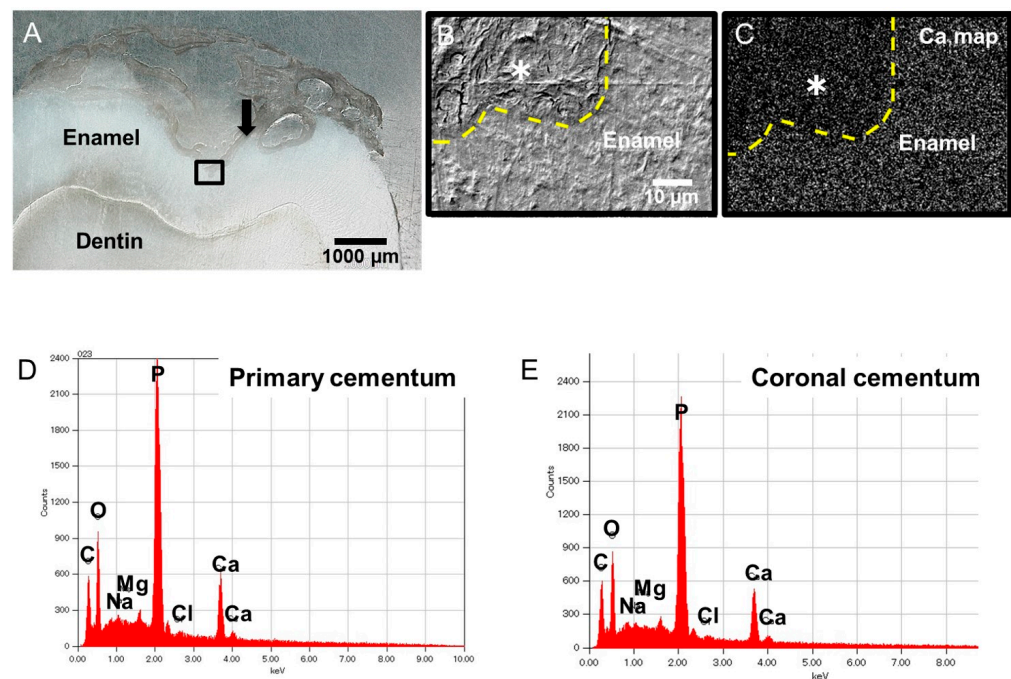 A
Enamel
Dentin
1000 µm
B
*
Enamel
10 µm
C
Ca map
*
Enamel
D
023
Primary cementum
2400
2100
1800
1500
1200
900
600
300
0
Counts
C
O
Na
Mg
P
Cl
Ca
Ca
0.00 1.00 2.00 3.00 4.00 5.00 6.00 7.00 8.00 9.00 10.00
keV
E
Coronal cementum
2400
2100
1800
1500
1200
900
600
300
0
Counts
C
O
Na
Mg
P
Cl
Ca
Ca
0.00 1.00 2.00 3.00 4.00 5.00 6.00 7.00 8.00
keV